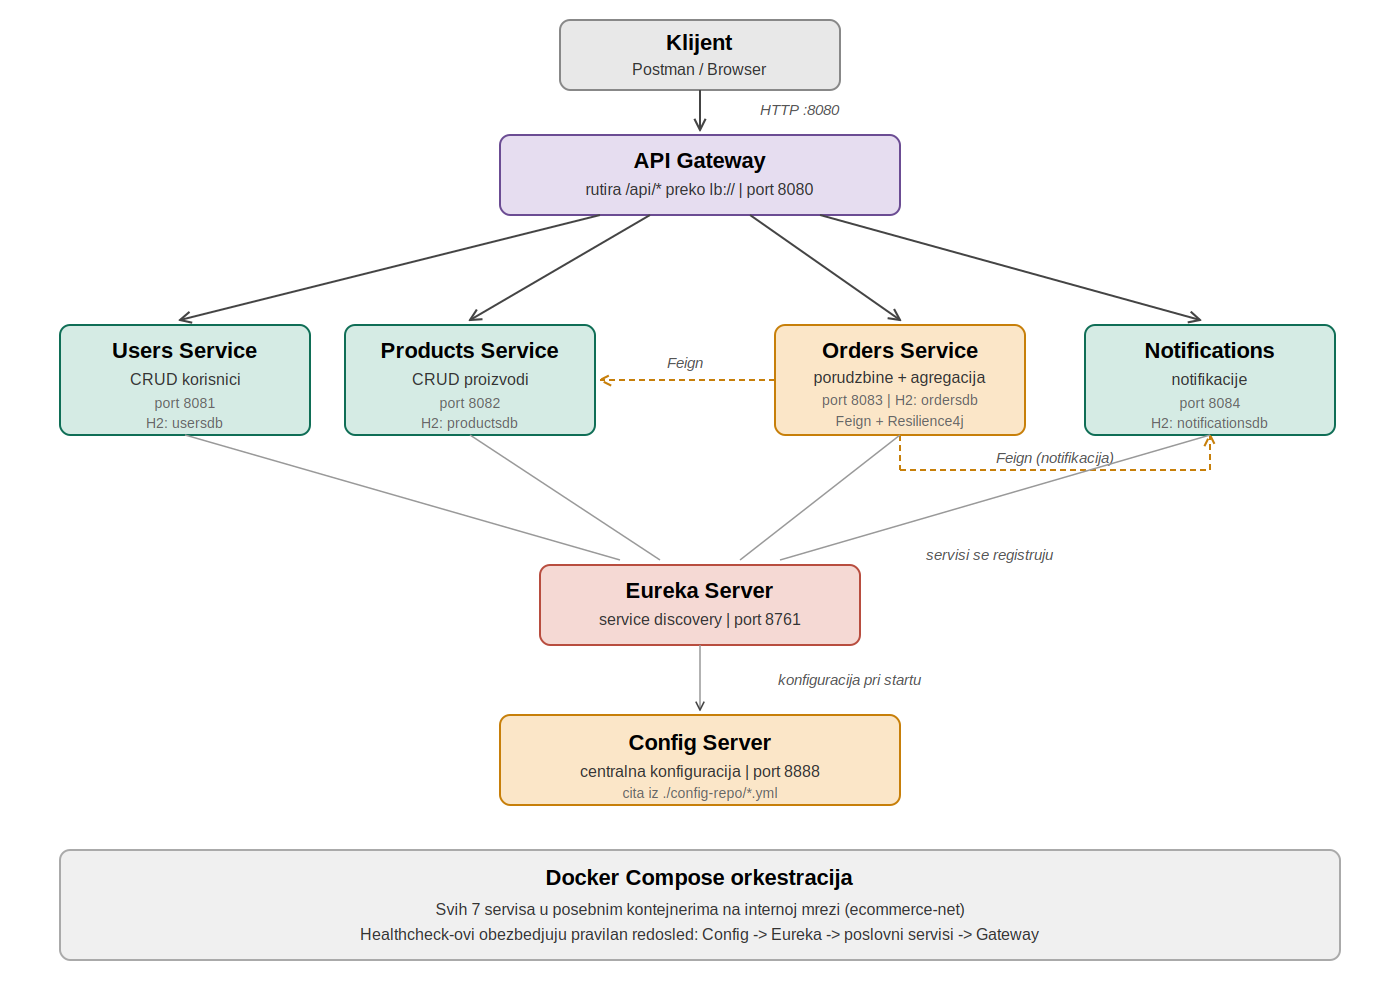 Klijent
Postman / Browser
HTTP :8080
API Gateway
rutira /api/* preko lb:// | port 8080
Users Service
CRUD korisnici
port 8081
H2: usersdb
Products Service
CRUD proizvodi
port 8082
H2: productsdb
Feign
Orders Service
porudzbine + agregacija
port 8083 | H2: ordersdb
Feign + Resilience4j
Notifications
notifikacije
port 8084
H2: notificationsdb
Feign (notifikacija)
servisi se registruju
Eureka Server
service discovery | port 8761
konfiguracija pri startu
Config Server
centralna konfiguracija | port 8888
cita iz ./config-repo/*.yml
Docker Compose orkestracija
Svih 7 servisa u posebnim kontejnerima na internoj mrezi (ecommerce-net)
Healthcheck-ovi obezbedjuju pravilan redosled: Config -> Eureka -> poslovni servisi -> Gateway